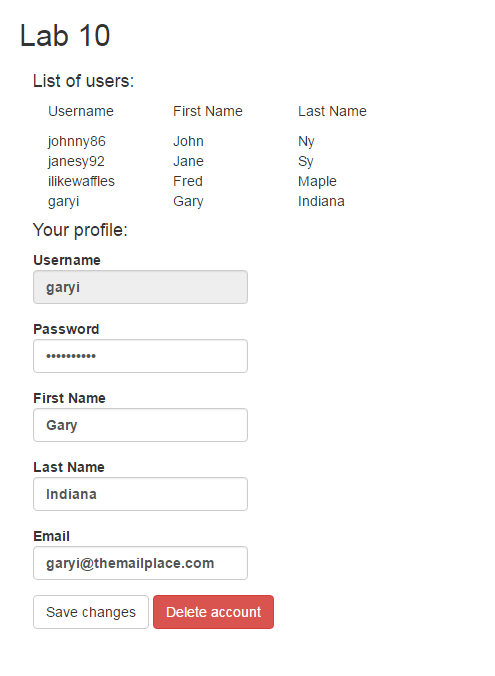 Lab 10
List of users:
Username First Name Last Name
johnny86 John Ny
janesy92 Jane Sy
ilikewaffles Fred Maple
garyi Gary Indiana
Your profile:
Username
garyi
Password
••••••••••
First Name
Gary
Last Name
Indiana
Email
garyi@themailplace.com
Save changes Delete account